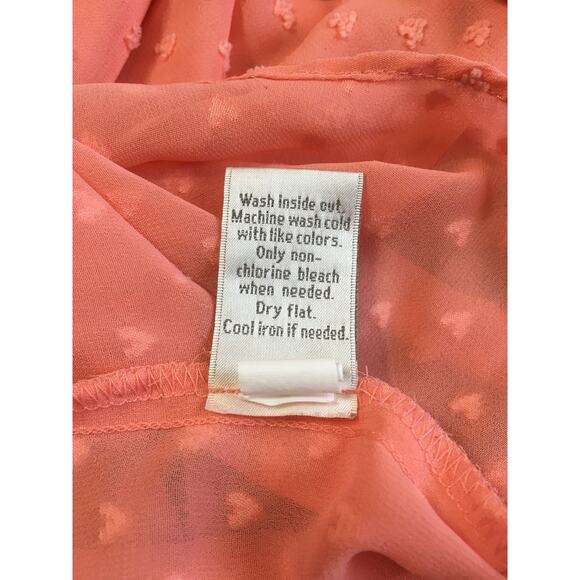 Wash inside out.
Machine wash cold
with like colors.
Only non-
chlorine bleach
when needed.
Dry flat.
Cool iron if needed.